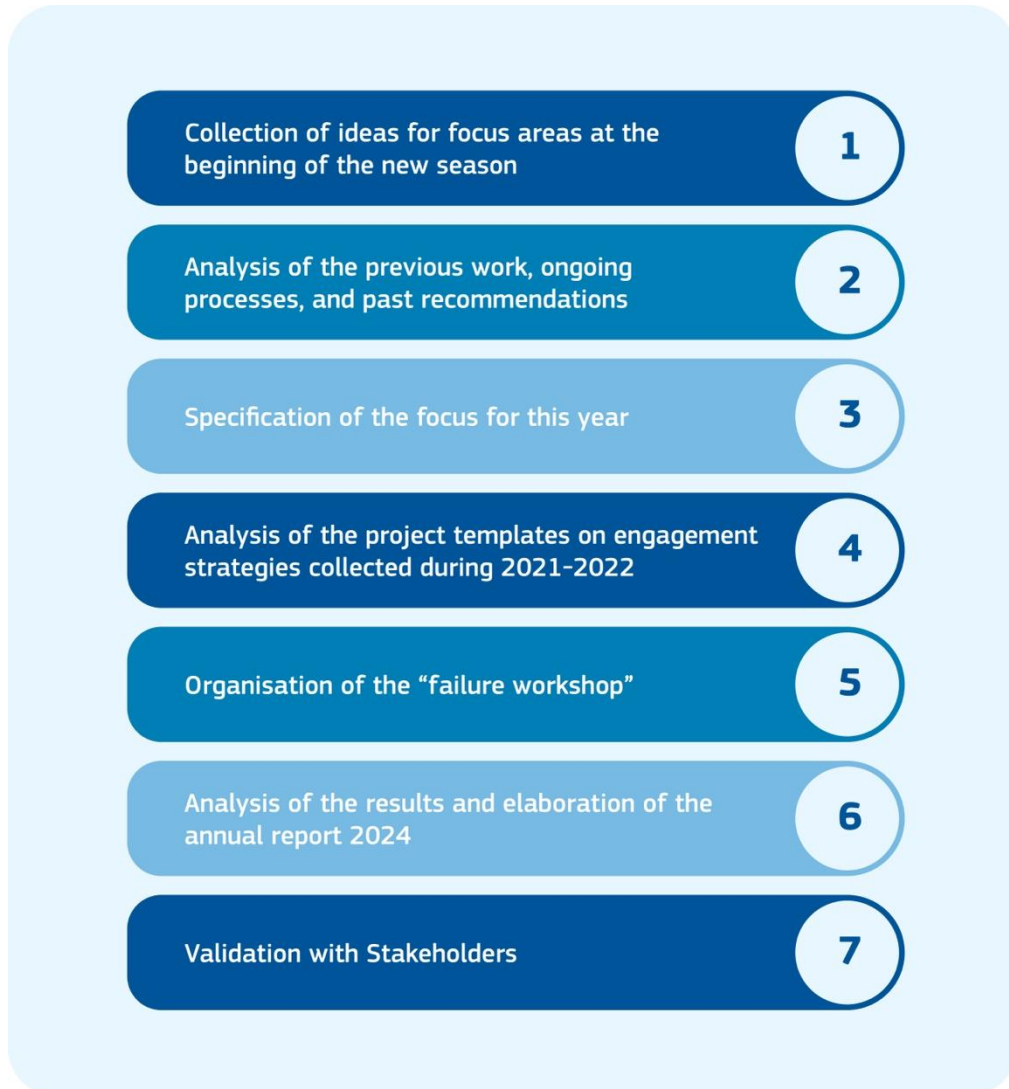 Collection of ideas for focus areas at the
beginning of the new season
1
Analysis of the previous work, ongoing
processes, and past recommendations
2
Specification of the focus for this year
3
Analysis of the project templates on engagement
strategies collected during 2021-2022
4
Organisation of the “failure workshop”
5
Analysis of the results and elaboration of the
annual report 2024
6
Validation with Stakeholders
7